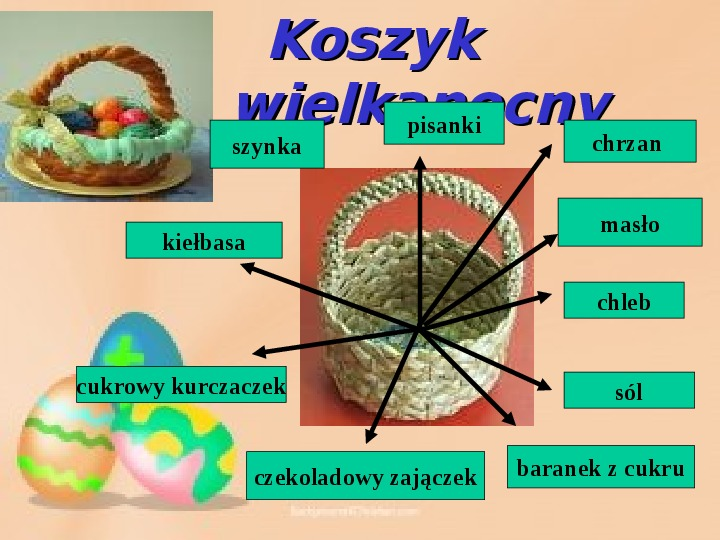 Koszyk
wielkanocny
pisanki
szynka
chrzan
masło
kiełbasa
chleb
cukrowy kurczaczek
sól
czekoladowy zajączek
baranek z cukru